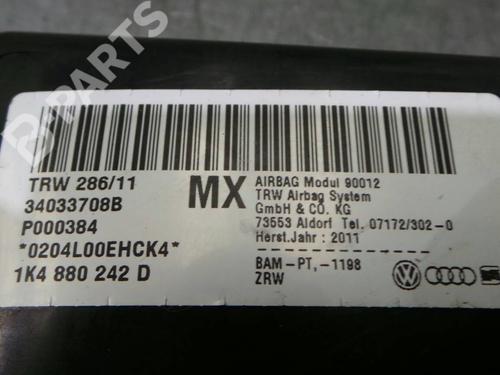 B-PARTS
TRW 286/11
34033708B
P000384
*0204L00EHCK4*
1K4 880 242 D
MX
AIRBAG Modul 90012
TRW Airbag System
GmbH & CO. KG
73553 Aldorf Tel. 07172/302-0
Herst.Jahr : 2011
BAM-PT,-1198
ZRW